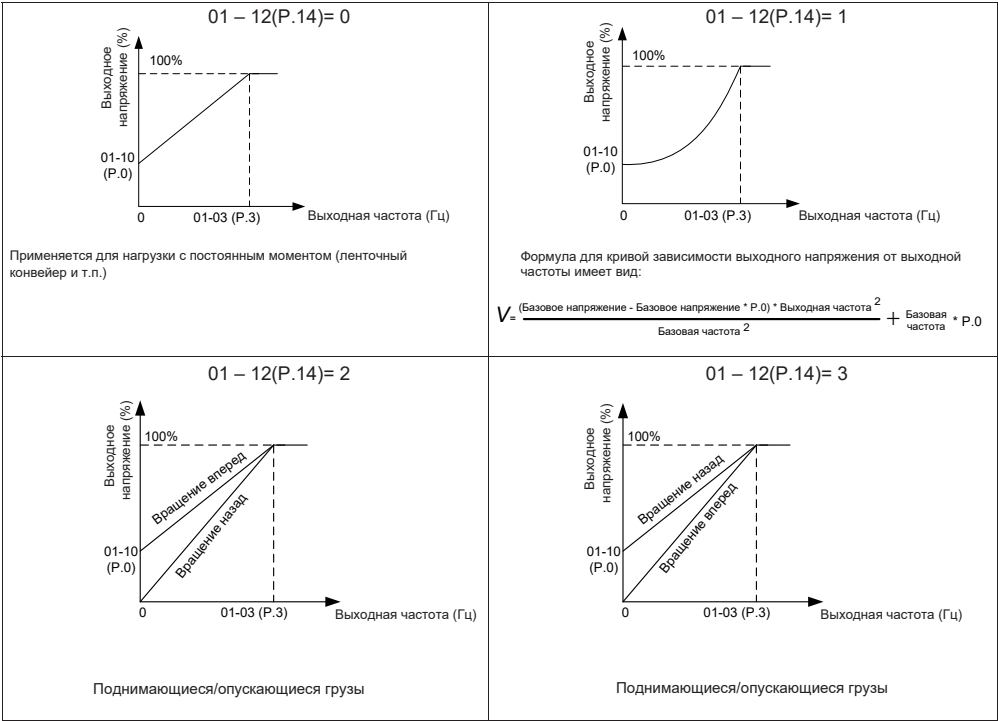 01 – 12(P.14)= 0
Выходное
напряжение (%)
100%
01-10
(P.0)
0
01-03 (P.3)
Выходная частота (Гц)
Применяется для нагрузки с постоянным моментом (ленточный
конвейер и т.п.)
01 – 12(P.14)= 1
Выходное
напряжение (%)
100%
01-10
(P.0)
0
01-03 (P.3)
Выходная частота (Гц)
Формула для кривой зависимости выходного напряжения от выходной
частоты имеет вид:
V= (Базовое напряжение - Базовое напряжение * P.0) * Выходная частота 2
Базовая частота 2
+ Базовая
частота * P.0
01 – 12(P.14)= 2
Выходное
напряжение (%)
100%
Вращение вперед
Вращение назад
01-10
(P.0)
0
01-03 (P.3)
Выходная частота (Гц)
Поднимающиеся/опускающиеся грузы
01 – 12(P.14)= 3
Выходное
напряжение (%)
100%
Вращение назад
Вращение вперед
01-10
(P.0)
0
01-03 (P.3)
Выходная частота (Гц)
Поднимающиеся/опускающиеся грузы